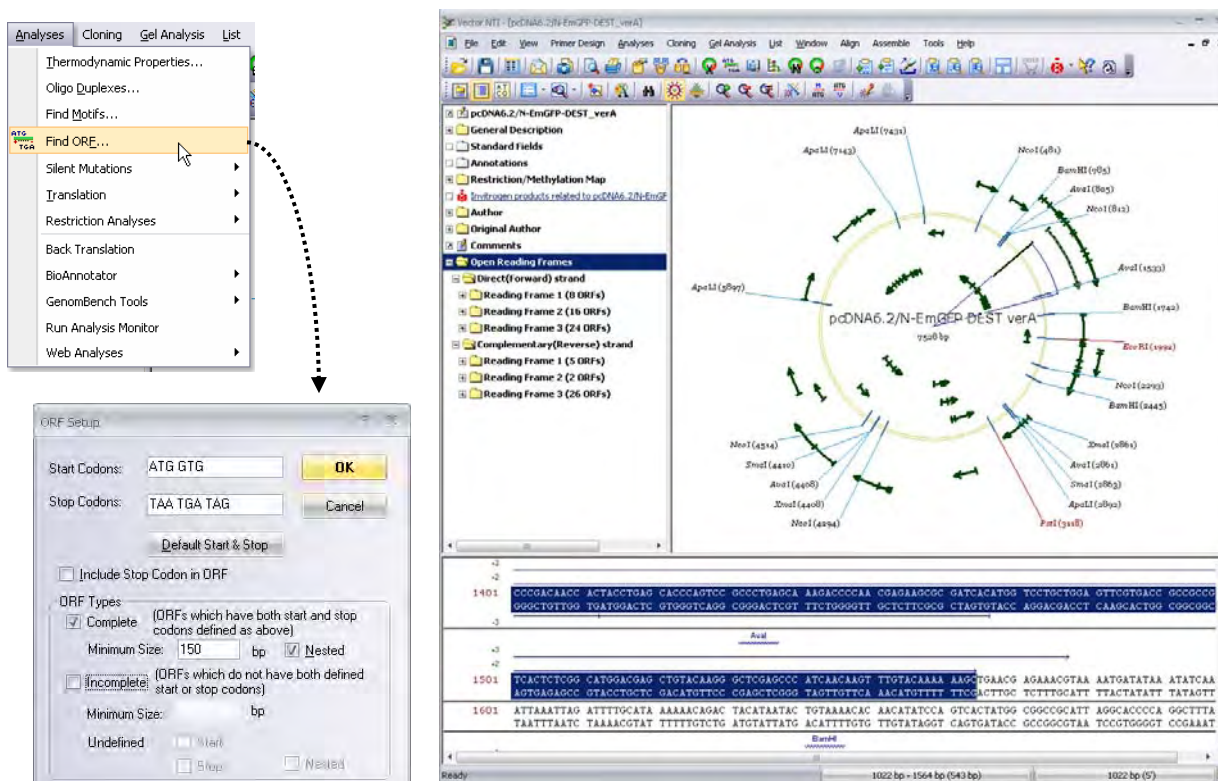 Analyses Cloning Gel Analysis List
Thermodynamic Properties...
Oligo Duplexes...
Find Motifs...
ATG
TGA
Find ORF...
Silent Mutations
Translation
Restriction Analyses
Back Translation
BioAnnotator
GenomBench Tools
Run Analysis Monitor
Web Analyses
ORF Setup
Start Codons: ATG GTG
OK
Stop Codons: TAA TGA TAG
Cancel
Default Start & Stop
Include Stop Codon in ORF
ORF Types
Complete (ORFs which have both start and stop
codons defined as above)
Minimum Size: 150 bp Nested
Incomplete (ORFs which do not have both defined
start or stop codons)
Minimum Size: bp
Undefined Start
Nested
Vector NTI - [pcDNA6.2/N-EmGFP-DEST_verA]
File Edit View Primer Design Analyses Cloning Gel Analysis List Window Align Assemble Tools Help
pcDNA6.2/N-EmGFP-DEST_verA
General Description
Standard Fields
Annotations
Restriction/Methylation Map
Invitrogen products related to pcDNA6.2/N-EmGF
Author
Original Author
Comments
Open Reading Frames
Direct(Forward) strand
Reading Frame 1 (8 ORFs)
Reading Frame 2 (16 ORFs)
Reading Frame 3 (24 ORFs)
Complementary(Reverse) strand
Reading Frame 1 (5 ORFs)
Reading Frame 2 (2 ORFs)
Reading Frame 3 (26 ORFs)
ApaLI (7431)
ApaLI (7143)
NcoI (481)
BamHI (785)
AvaI (805)
NcoI (812)
AvaI (1533)
ApaLI (5897)
BamHI (1742)
pcDNA6.2/N-EmGFP-DEST verA
7528 bp
EcoRI (1992)
NcoI (2293)
BamHI (2445)
NcoI (4514)
SmaI (4410)
AvaI (4408)
XmaI (4408)
NcoI (4294)
XmaI (2861)
AvaI (2861)
SmaI (2863)
ApaLI (2892)
PstI (3118)
+3
+2
1401 CCCGACAACC ACTACCTGAG CACCCAGTCC GCCCTGAGCA AAGACCCCAA CGAGAAGCGC GATCACATGG TCCTGCTGGA GTTCGTGACC GCCGCCG
GGGCTGTTGG TGATGGACTC GTGGGTCAGG CGGGACTCGT TTCTGGGGTT GCTCTTCGCG CTAGTGTACC AGGACGACCT CAAGCACTGG CGGCGGC
-3
AvaI
+3
+2
1501 TCACTCTCGG CATGGACGAG CTGTACAAGG GCTCGAGCCC ATCAACAAGT TTGTACAAAA AAGCTGAACG AGAAACGTAA AATGATATAA ATATCAA
AGTGAGAGCC GTACCTGCTC GACATGTTCC CGAGCTCGGG TAGTTGTTCA AACATGTTTT TTCGACTTGC TCTTTGCATT TTACTATATT TATAGTT
1601 ATTAAATTAG ATTTTGCATA AAAAACAGAC TACATAATAC TGTAAAACAC AACATATCCA GTCACTATGG CGGCCGCATT AGGCACCCCA GGCTTTA
TAATTTAATC TAAAACGTAT TTTTTGTCTG ATGTATTATG ACATTTTGTG TTGTATAGGT CAGTGATACC GCCGGCGTAA TCCGTGGGGT CCGAAAT
BamHI
Ready
1022 bp - 1564 bp (543 bp)
1022 bp (5')